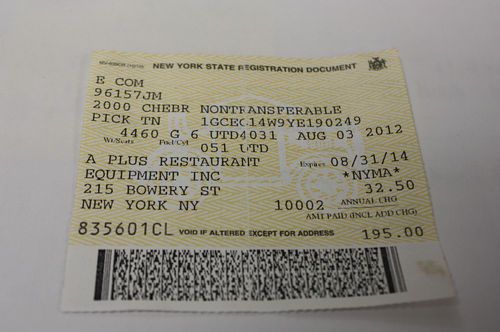 MV-639CR (10/10) NEW YORK STATE REGISTRATION DOCUMENT
E COM
96157JM
2000 CHEBR NONTRANSFERABLE
PICK TN 1GCEC14W9YE190249
4460 G 6 UTD4031 AUG 03 2012
Wt/Seats Fuel/Cyl 051 UTD
A PLUS RESTAURANT Expires 08/31/14
EQUIPMENT INC *NYMA*
215 BOWERY ST 32.50
NEW YORK NY 10002 ANNUAL CHG
AMT PAID (INCL ADD CHG)
835601CL VOID IF ALTERED EXCEPT FOR ADDRESS 195.00